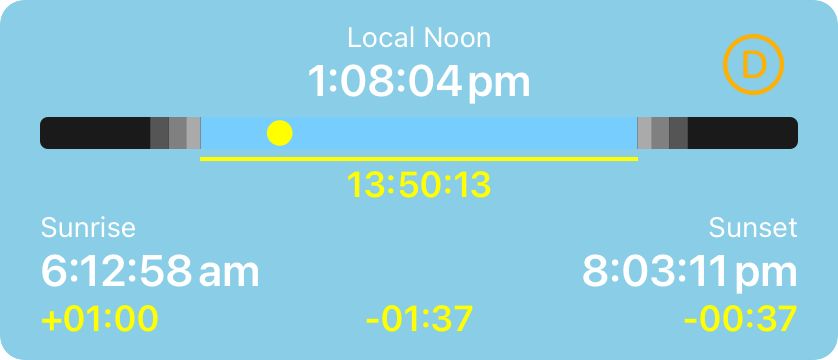 Local Noon
D
1:08:04 pm
13:50:13
Sunrise Sunset
6:12:58 am 8:03:11 pm
+01:00 -01:37 -00:37